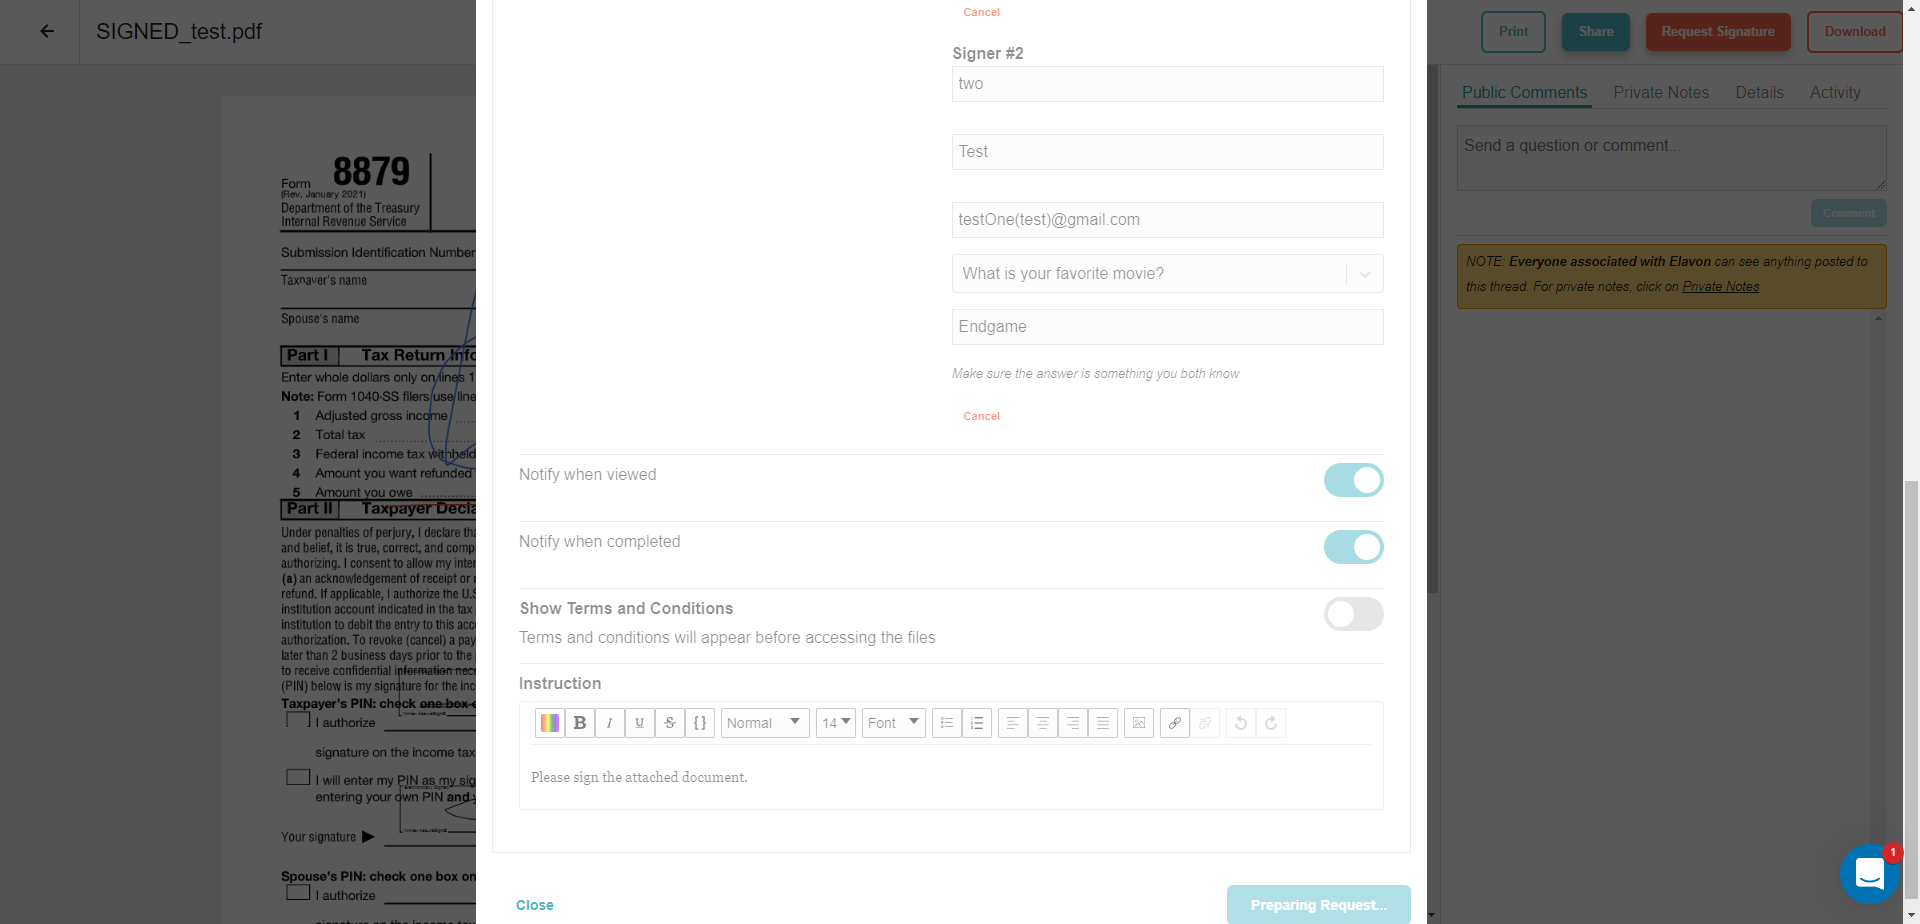 SIGNED_test.pdf
Print
Share
Request Signature
Download
Cancel
Signer #2
two
Test
testOne(test)@gmail.com
What is your favorite movie?
Endgame
Make sure the answer is something you both know
Cancel
Notify when viewed
Notify when completed
Show Terms and Conditions
Terms and conditions will appear before accessing the files
Instruction
B I U S {} Normal 14 Font
Please sign the attached document.
Close
Preparing Request...
Public Comments Private Notes Details Activity
Send a question or comment...
Comment
NOTE: Everyone associated with Elavon can see anything posted to
this thread. For private notes, click on Private Notes
1
Form 8879
(Rev. January 2021)
Department of the Treasury
Internal Revenue Service
Submission Identification Number
Taxpayer's name
Spouse's name
Part I Tax Return Info
Enter whole dollars only on lines 1
Note: Form 1040-SS filers use line
1 Adjusted gross income
2 Total tax
3 Federal income tax withheld
4 Amount you want refunded
5 Amount you owe
Part II Taxpayer Decla
Under penalties of perjury, I declare tha
and belief, it is true, correct, and comp
authorizing. I consent to allow my inter
(a) an acknowledgement of receipt or r
refund. If applicable, I authorize the U.S
institution account indicated in the tax
institution to debit the entry to this acc
authorization. To revoke (cancel) a pay
later than 2 business days prior to the
to receive confidential information nece
(PIN) below is my signature for the inc
Taxpayer's PIN: check one box o
I authorize
signature on the income tax
I will enter my PIN as my sig
entering your own PIN and y
Your signature
Spouse's PIN: check one box on
I authorize